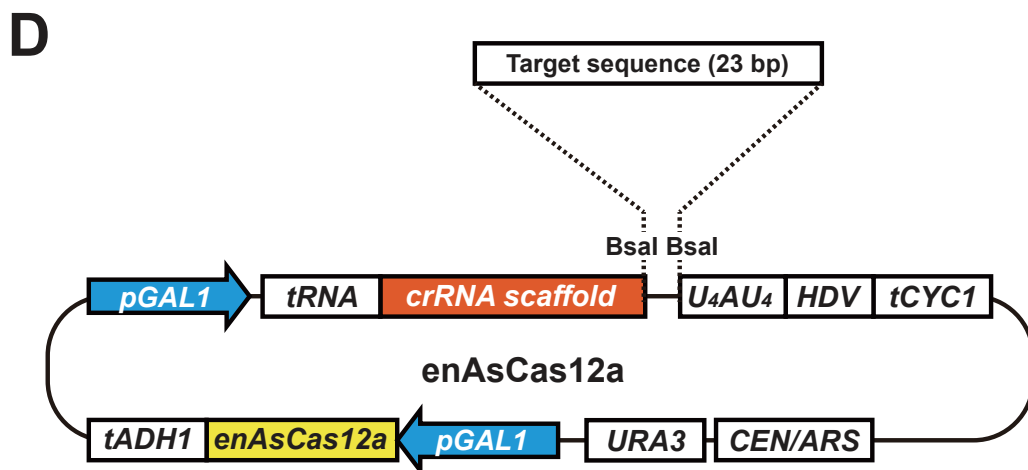 D
Target sequence (23 bp)
BsaI BsaI
pGAL1 tRNA crRNA scaffold U₄AU₄ HDV tCYC1
enAsCas12a
tADH1 enAsCas12a pGAL1 URA3 CEN/ARS